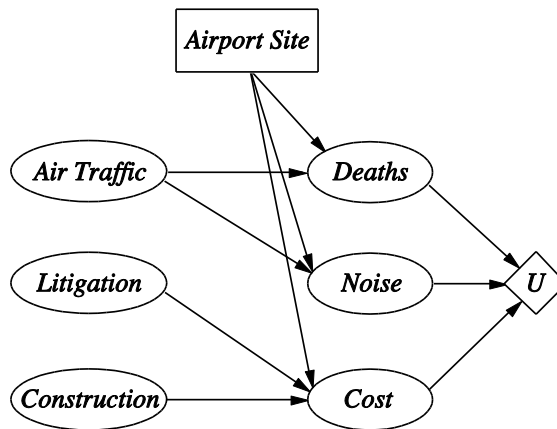 Airport Site
Air Traffic
Deaths
Litigation
Noise
U
Construction
Cost